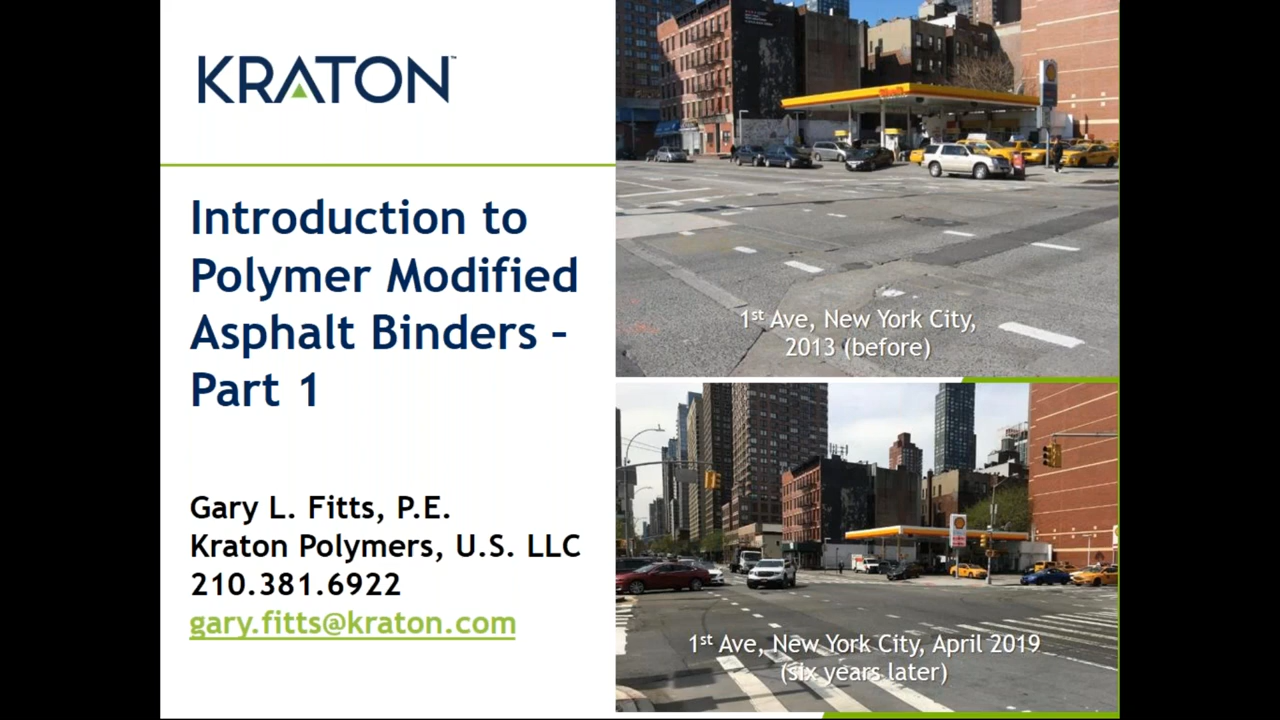 KRATON™
Introduction to
Polymer Modified
Asphalt Binders –
Part 1
Gary L. Fitts, P.E.
Kraton Polymers, U.S. LLC
210.381.6922
gary.fitts@kraton.com
1st Ave, New York City,
2013 (before)
1st Ave, New York City, April 2019
(six years later)